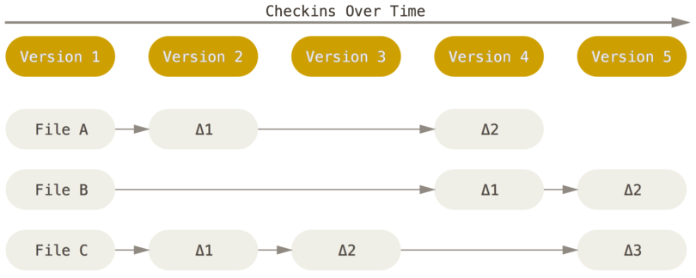 Checkins Over Time
Version 1 Version 2 Version 3 Version 4 Version 5
File A Δ1 Δ2
File B Δ1 Δ2
File C Δ1 Δ2 Δ3